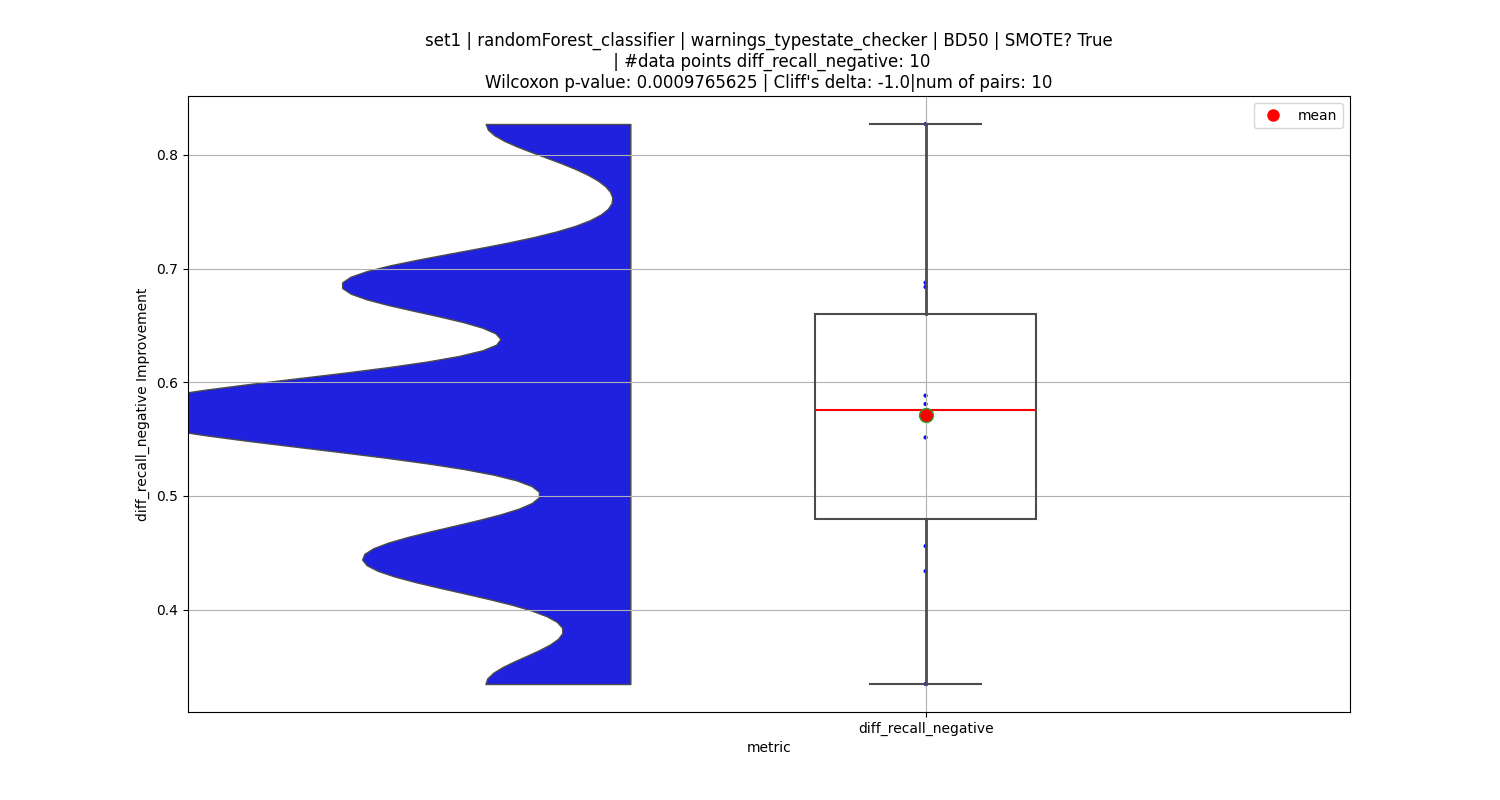 set1 | randomForest_classifier | warnings_typestate_checker | BD50 | SMOTE? True
| #data points diff_recall_negative: 10
Wilcoxon p-value: 0.0009765625 | Cliff's delta: -1.0|num of pairs: 10
mean
0.8
0.7
0.6
0.5
0.4
diff_recall_negative Improvement
diff_recall_negative
metric